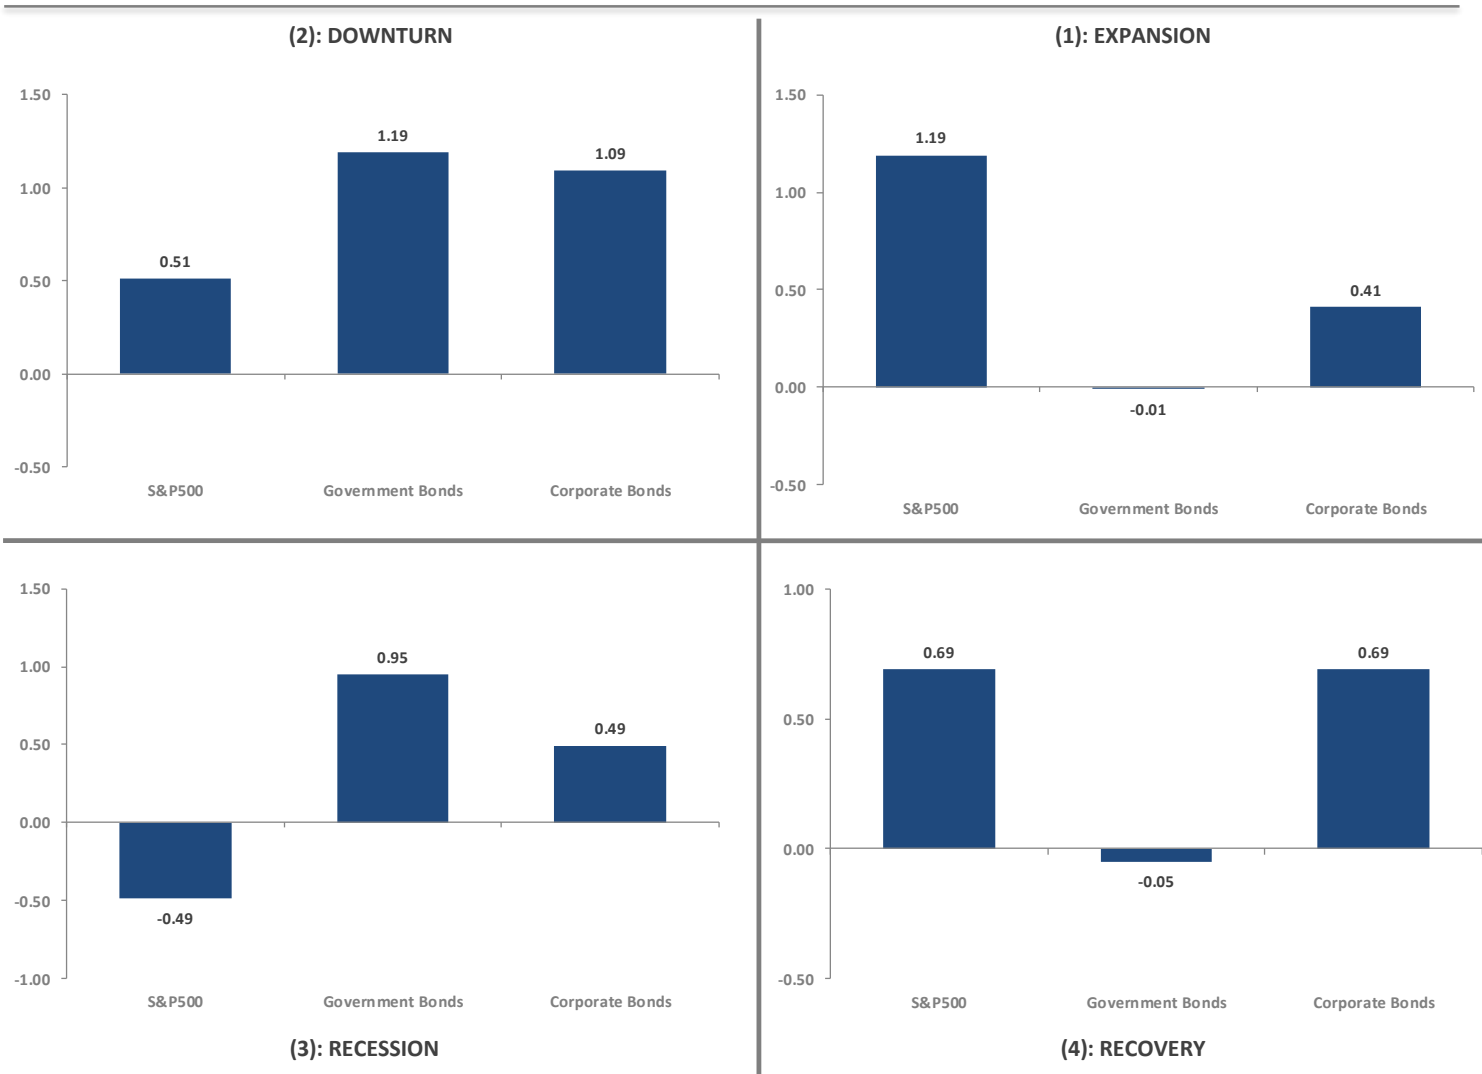 (2): DOWNTURN
1.50
1.00
0.50
0.00
-0.50
0.51
1.19
1.09
S&P500
Government Bonds
Corporate Bonds
(1): EXPANSION
1.50
1.00
0.50
0.00
-0.50
1.19
-0.01
0.41
S&P500
Government Bonds
Corporate Bonds
1.50
1.00
0.50
0.00
-0.50
-1.00
-0.49
0.95
0.49
S&P500
Government Bonds
Corporate Bonds
(3): RECESSION
1.00
0.50
0.00
-0.50
0.69
-0.05
0.69
S&P500
Government Bonds
Corporate Bonds
(4): RECOVERY